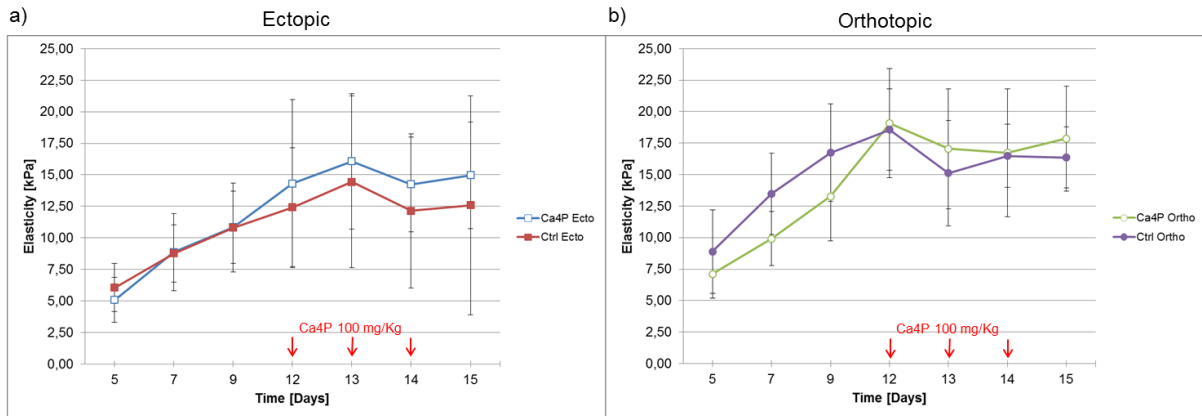 a)
Ectopic
25,00
22,50
20,00
17,50
15,00
12,50
10,00
7,50
5,00
2,50
0,00
Elasticity [kPa]
5 7 9 12 13 14 15
Time [Days]
Ca4P 100 mg/Kg
Ca4P Ecto
Ctrl Ecto
b)
Orthotopic
25,00
22,50
20,00
17,50
15,00
12,50
10,00
7,50
5,00
2,50
0,00
Elasticity [kPa]
5 7 9 12 13 14 15
Time [Days]
Ca4P 100 mg/Kg
Ca4P Ortho
Ctrl Ortho